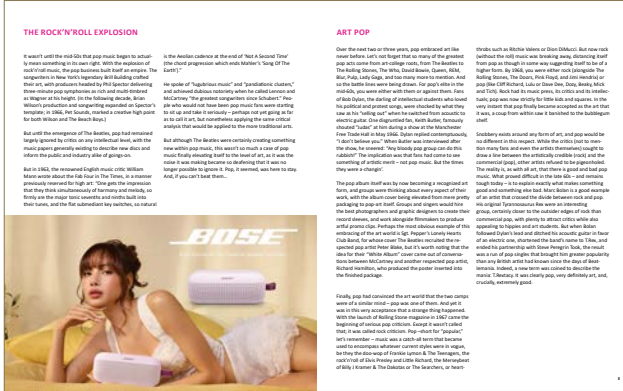 THE ROCK'N'ROLL EXPLOSION
It wasn't until the mid-50s that pop music began to actual-
ly mean something in its own right. With the explosion of
rock'n'roll music, the pop business built itself an empire. The
songwriters in New York's legendary Brill Building crafted
their art, with producers headed by Phil Spector delivering
three-minute pop symphonies as rich and multi-timbred
as Wagner at his height. (In the following decade, Brian
Wilson's production and songwriting expanded on Spector's
template; in 1966, Pet Sounds, marked a creative high point
for both Wilson and The Beach Boys.)
But until the emergence of The Beatles, pop had remained
largely ignored by critics on any intellectual level, with the
music papers generally existing to describe new discs and
inform the public and industry alike of goings-on.
But in 1963, the renowned English music critic William
Mann wrote about the Fab Four in The Times, in a manner
previously reserved for high art: "One gets the impression
that they think simultaneously of harmony and melody, so
firmly are the major tonic sevenths and ninths built into
their tunes, and the flat submediant key switches, so natural
is the Aeolian cadence at the end of 'Not A Second Time'
(the chord progression which ends Mahler's 'Song Of The
Earth')."
He spoke of "lugubrious music" and "pandiatonic clusters,"
and achieved dubious notoriety when he called Lennon and
McCartney "the greatest songwriters since Schubert." Peo-
ple who would not have been pop music fans were starting
to sit up and take it seriously – perhaps not yet going as far
as to call it art, but nonetheless applying the same critical
analysis that would be applied to the more traditional arts.
But although The Beatles were certainly creating something
new within pop music, this wasn't so much a case of pop
music finally elevating itself to the level of art, as it was the
noise it was making became so deafening that it was no
longer possible to ignore it. Pop, it seemed, was here to stay.
And, if you can't beat them...
BOSE
ART POP
Over the next two or three years, pop embraced art like
never before. Let's not forget that so many of the greatest
pop acts come from art-college roots, from The Beatles to
The Rolling Stones, The Who, David Bowie, Queen, REM,
Blur, Pulp, Lady Gaga, and too many more to mention. And
so the battle lines were being drawn. For pop's elite in the
mid-60s, you were either with them or against them. Fans
of Bob Dylan, the darling of intellectual students who loved
his political and protest songs, were shocked by what they
saw as his "selling out" when he switched from acoustic to
electric guitar. One disgruntled fan, Keith Butler, famously
shouted "Judas" at him during a show at the Manchester
Free Trade Hall in May 1966. Dylan replied contemptuously,
"I don't believe you." When Butler was interviewed after
the show, he sneered: "Any bloody pop group can do this
rubbish!" The implication was that fans had come to see
something of artistic merit – not pop music. But the times
they were a-changin'.
The pop album itself was by now becoming a recognized art
form, and groups were thinking about every aspect of their
work, with the album cover being elevated from mere pretty
packaging to pop-art itself. Groups and singers would hire
the best photographers and graphic designers to create their
record sleeves, and work alongside filmmakers to produce
artful promo clips. Perhaps the most obvious example of this
embracing of the art world is Sgt. Pepper's Lonely Hearts
Club Band, for whose cover The Beatles recruited the re-
spected pop artist Peter Blake, but it's worth noting that the
idea for their "White Album" cover came out of conversa-
tions between McCartney and another respected pop artist,
Richard Hamilton, who produced the poster inserted into
the finished package.
Finally, pop had convinced the art world that the two camps
were of a similar mind – pop was one of them. And yet it
was in this very acceptance that a strange thing happened.
With the launch of Rolling Stone magazine in 1967 came the
beginning of serious pop criticism. Except it wasn't called
that; it was called rock criticism. Pop–short for "popular,"
let's remember – music was a catch-all term that became
used to encompass whatever current styles were in vogue,
be they the doo-wop of Frankie Lymon & The Teenagers, the
rock'n'roll of Elvis Presley and Little Richard, the Merseybeat
of Billy J Kramer & The Dakotas or The Searchers, or heart-
throbs such as Ritchie Valens or Dion DiMucci. But now rock
(without the roll) music was breaking away, distancing itself
from pop as though in some way suggesting itself to be of a
higher form. By 1968, you were either rock (alongside The
Rolling Stones, The Doors, Pink Floyd, and Jimi Hendrix) or
pop (like Cliff Richard, Lulu or Dave Dee, Dozy, Beaky, Mick
and Tich). Rock had its music press, its critics and its intellec-
tuals; pop was now strictly for little kids and squares. In the
very instant that pop finally became accepted as the art that
it was, a coup from within saw it banished to the bubblegum
shelf.
Snobbery exists around any form of art, and pop would be
no different in this respect. While the critics (not to men-
tion many fans and even the artists themselves) sought to
draw a line between the artistically credible (rock) and the
commercial (pop), other artists refused to be pigeonholed.
The reality is, as with all art, that there is good and bad pop
music. What proved difficult in the late 60s – and remains
tough today – is to explain exactly what makes something
good and something else bad. Marc Bolan is a good example
of an artist that crossed the divide between rock and pop.
His original Tyrannosaurus Rex were an interesting
group, certainly closer to the outsider edges of rock than
commercial pop, with plenty to attract critics while also
appealing to hippies and art students. But when Bolan
followed Dylan's lead and ditched his acoustic guitar in favor
of an electric one, shortened the band's name to T.Rex, and
ended his partnership with Steve Peregrin Took, the result
was a run of pop singles that brought him greater popularity
than any British artist had known since the days of Beat-
lemania. Indeed, a new term was coined to describe the
mania: T.Rextacy. It was clearly pop, very definitely art, and,
crucially, extremely good.